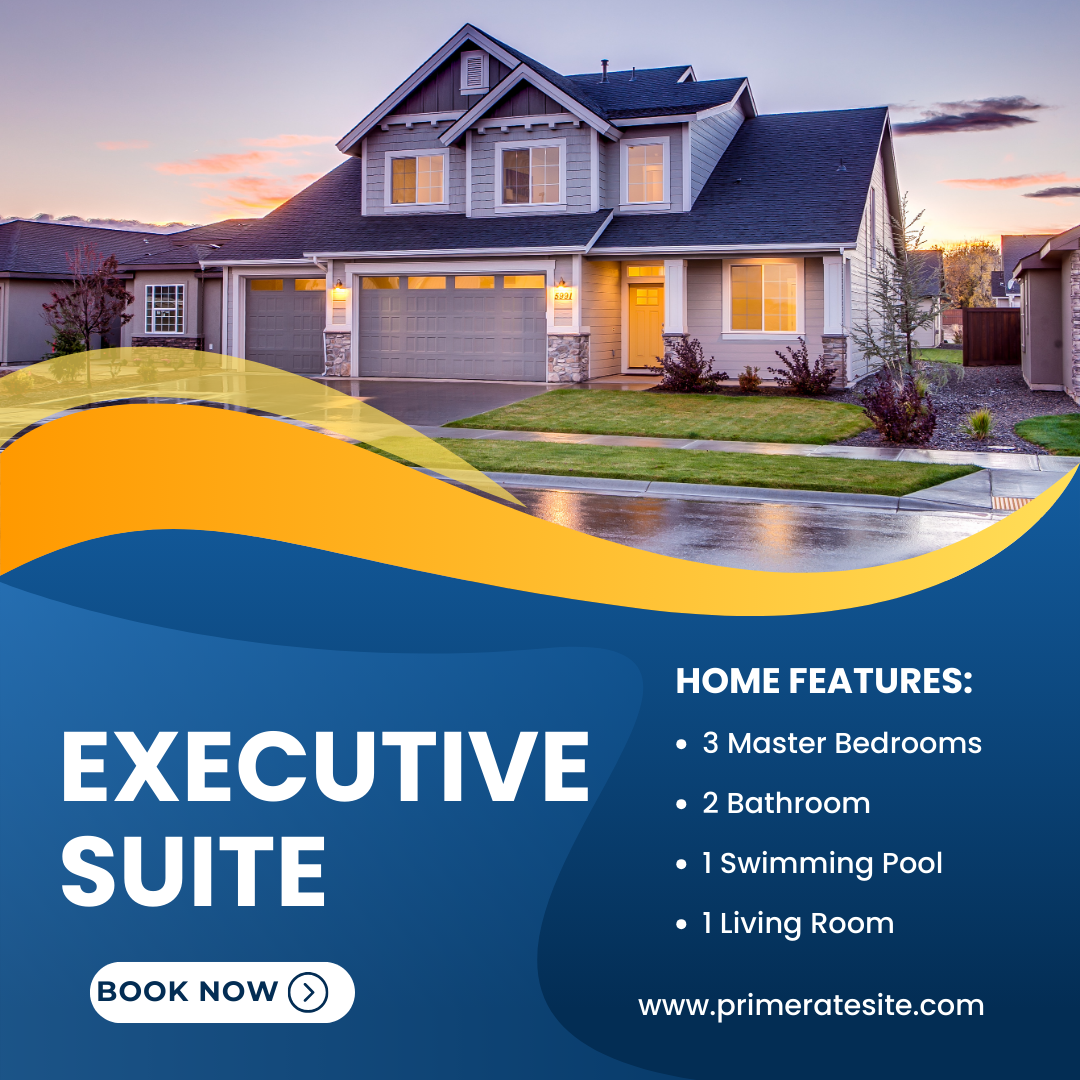 EXECUTIVE
SUITE
BOOK NOW
HOME FEATURES:
• 3 Master Bedrooms
• 2 Bathroom
• 1 Swimming Pool
• 1 Living Room
www.primeratesite.com